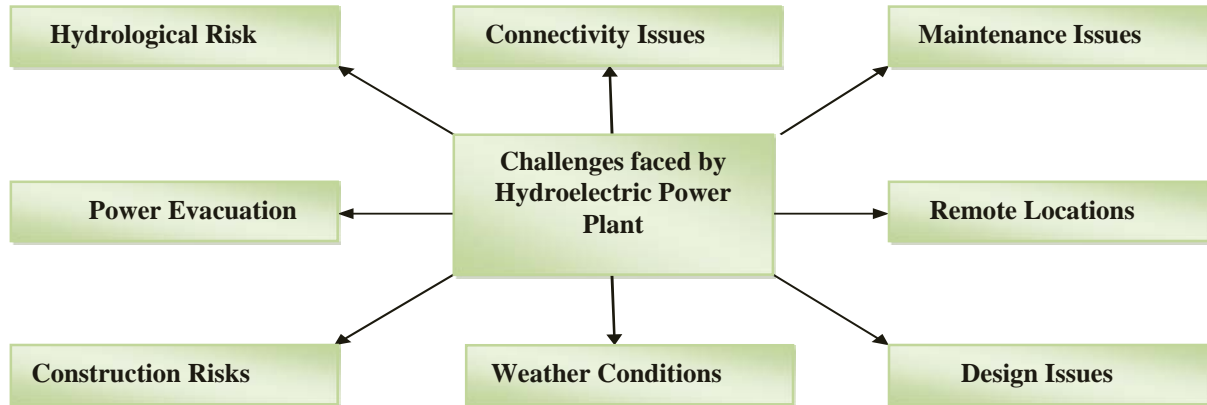 Hydrological Risk
Connectivity Issues
Maintenance Issues
Challenges faced by
Hydroelectric Power
Plant
Power Evacuation
Remote Locations
Construction Risks
Weather Conditions
Design Issues